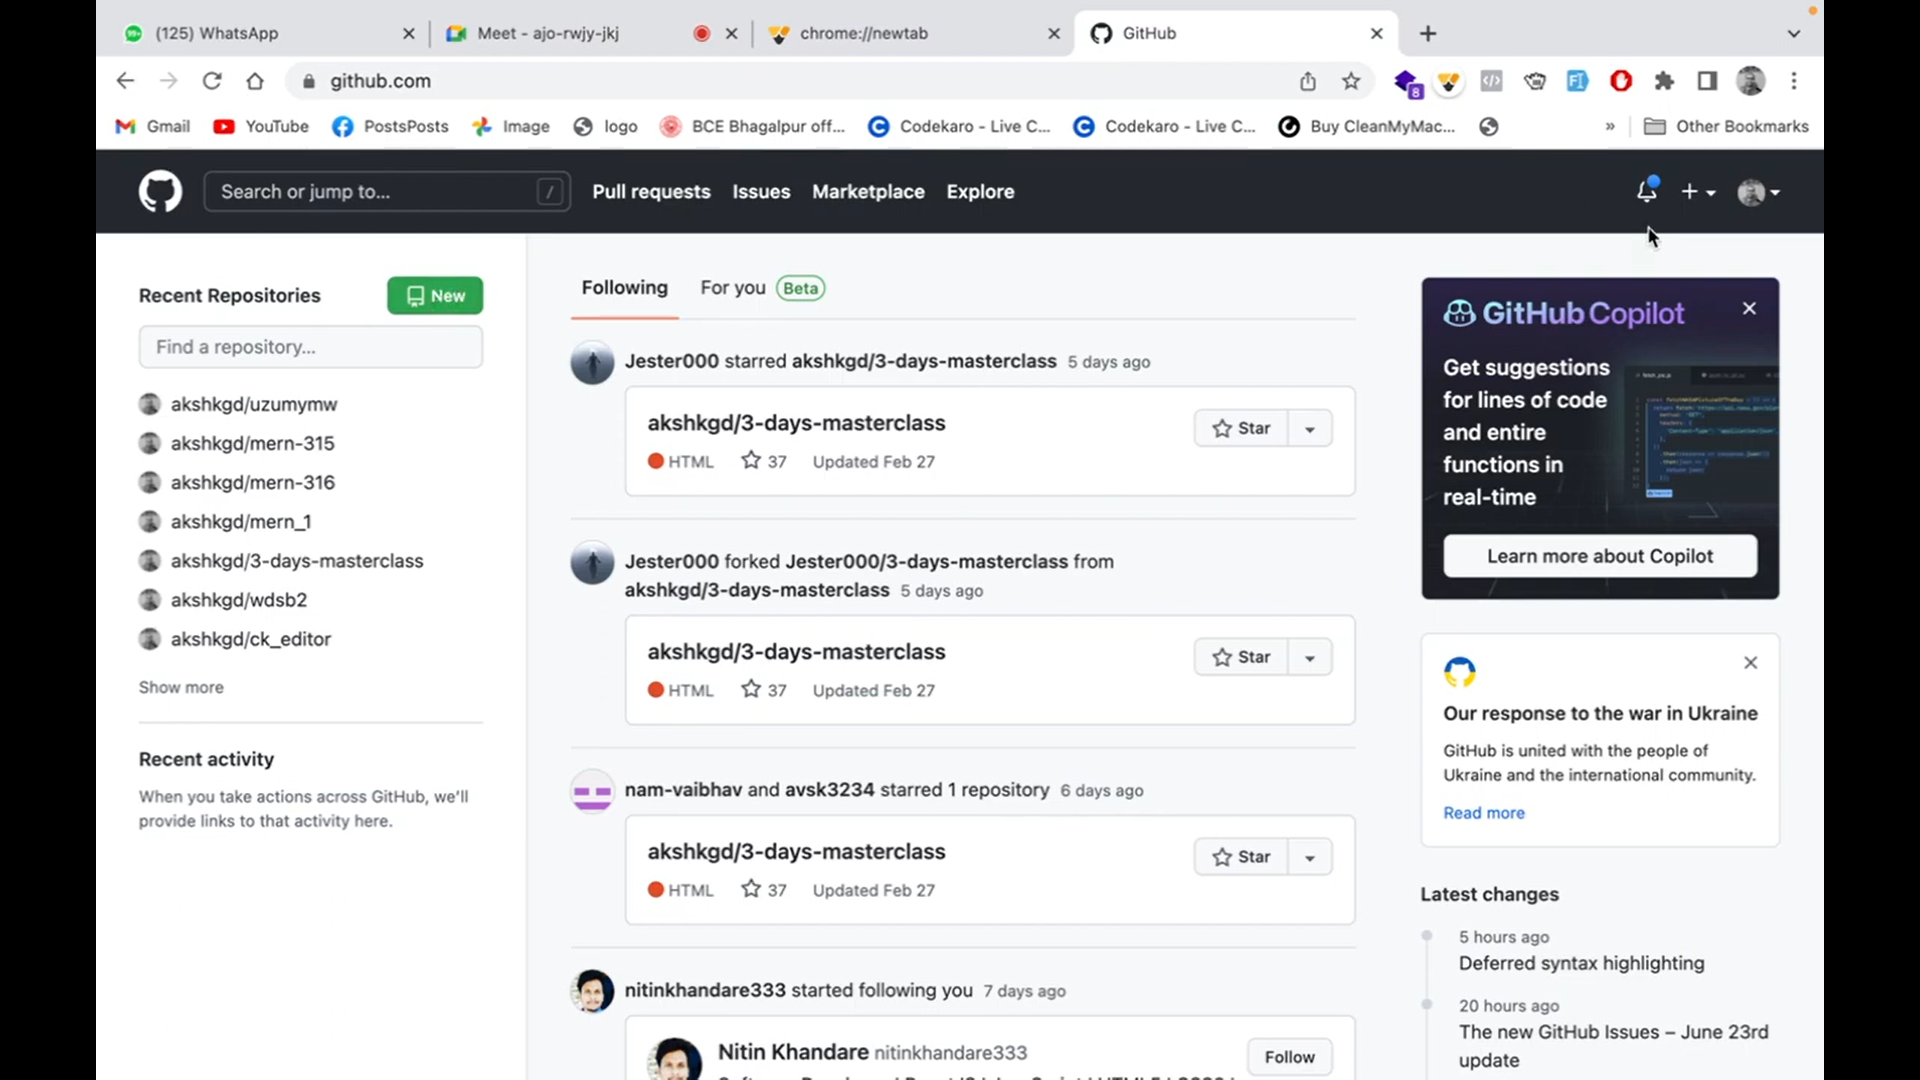 (125) WhatsApp
Meet - ajo-rwjy-jkj
chrome://newtab
GitHub
github.com
8
Gmail
YouTube
PostsPosts
Image
logo
BCE Bhagalpur off...
Codekaro - Live C...
Codekaro - Live C...
Buy CleanMyMac...
»
Other Bookmarks
Search or jump to... /
Pull requests
Issues
Marketplace
Explore
Recent Repositories
New
Find a repository...
akshkgd/uzumymw
akshkgd/mern-315
akshkgd/mern-316
akshkgd/mern_1
akshkgd/3-days-masterclass
akshkgd/wdsb2
akshkgd/ck_editor
Show more
Recent activity
When you take actions across GitHub, we'll
provide links to that activity here.
Following
For you Beta
Jester000 starred akshkgd/3-days-masterclass 5 days ago
akshkgd/3-days-masterclass
Star
HTML 37 Updated Feb 27
Jester000 forked Jester000/3-days-masterclass from
akshkgd/3-days-masterclass 5 days ago
akshkgd/3-days-masterclass
Star
HTML 37 Updated Feb 27
nam-vaibhav and avsk3234 starred 1 repository 6 days ago
akshkgd/3-days-masterclass
Star
HTML 37 Updated Feb 27
nitinkhandare333 started following you 7 days ago
Nitin Khandare nitinkhandare333
Follow
GitHub Copilot
Get suggestions
for lines of code
and entire
functions in
real-time
Learn more about Copilot
Our response to the war in Ukraine
GitHub is united with the people of
Ukraine and the international community.
Read more
Latest changes
5 hours ago
Deferred syntax highlighting
20 hours ago
The new GitHub Issues – June 23rd
update